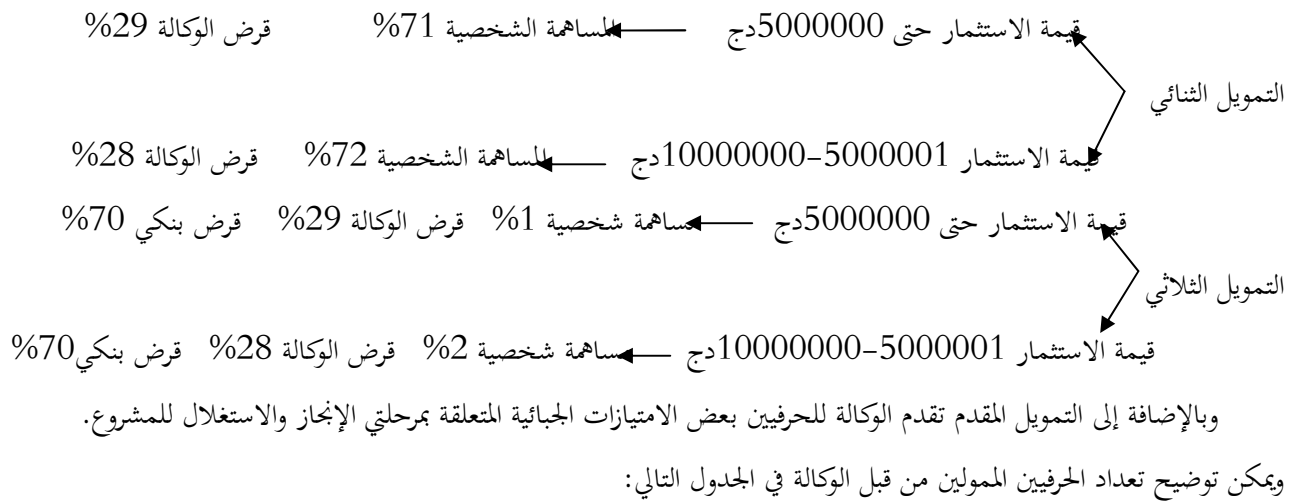 قيمة الاستثمار حتى 5000000دج المساهمة الشخصية 71% قرض الوكالة 29%
التمويل الثنائي
قيمة الاستثمار 5000001-10000000دج المساهمة الشخصية 72% قرض الوكالة 28%
قيمة الاستثمار حتى 5000000دج مساهمة شخصية 1% قرض الوكالة 29% قرض بنكي 70%
التمويل الثلاثي
قيمة الاستثمار 5000001-10000000دج مساهمة شخصية 2% قرض الوكالة 28% قرض بنكي70%
وبالإضافة إلى التمويل المقدم تقدم الوكالة للحرفيين بعض الامتيازات الجبائية المتعلقة بمرحلتي الإنجاز والاستغلال للمشروع.
ويمكن توضيح تعداد الحرفيين الممولين من قبل الوكالة في الجدول التالي: